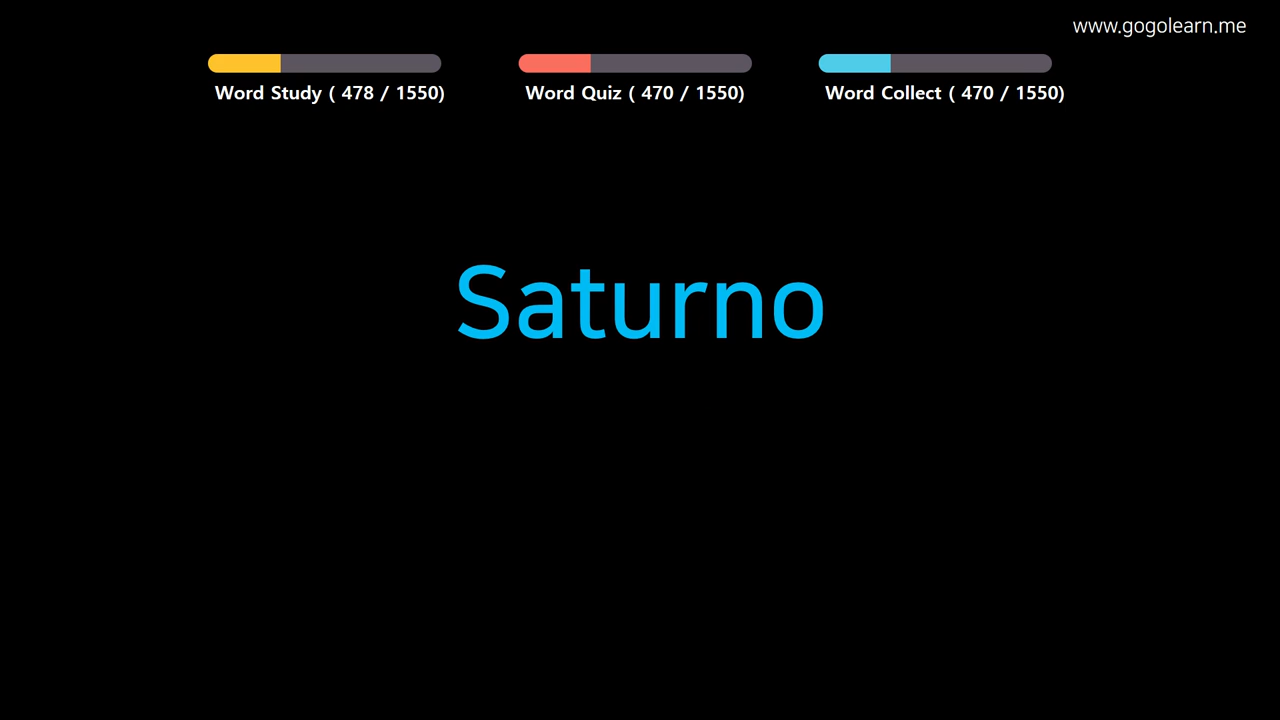 www.gogolearn.me
Word Study ( 478 / 1550)
Word Quiz ( 470 / 1550)
Word Collect ( 470 / 1550)
Saturno